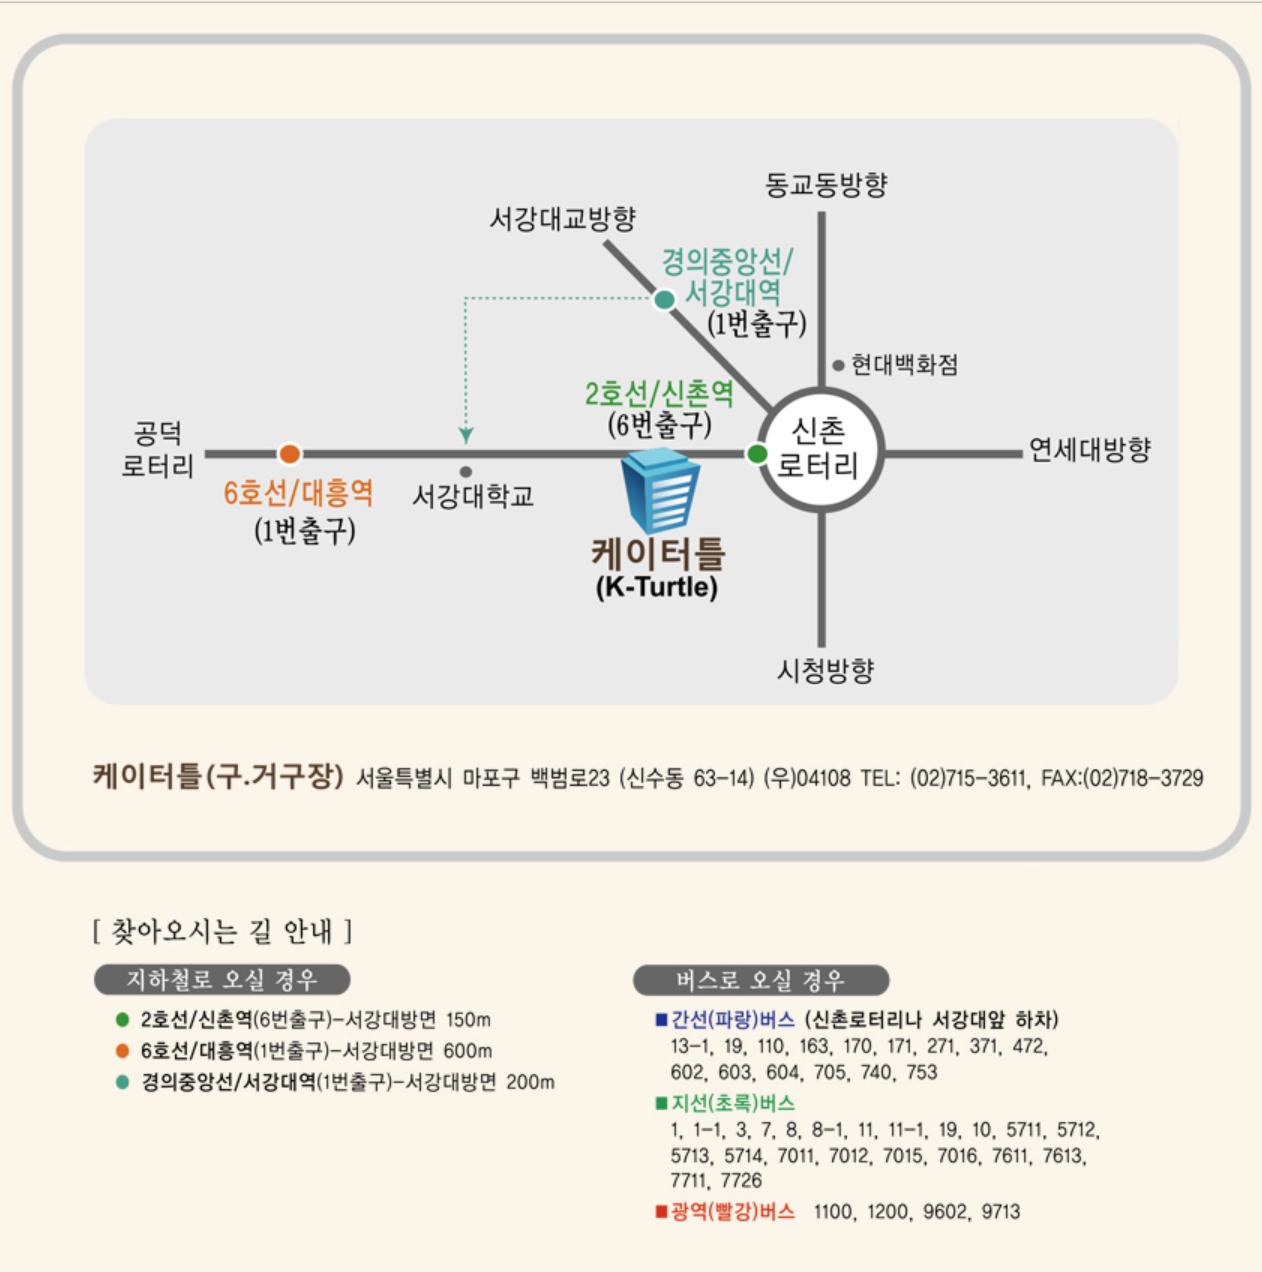 동교동방향
서강대교방향
경의중앙선/
서강대역
(1번출구)
현대백화점
2호선/신촌역
(6번출구)
공덕
로터리
신촌
로터리
연세대방향
6호선/대흥역
(1번출구)
서강대학교
케이터틀
(K-Turtle)
시청방향
케이터틀(구.거구장) 서울특별시 마포구 백범로23 (신수동 63-14) (우)04108 TEL: (02)715-3611, FAX:(02)718-3729
[ 찾아오시는 길 안내 ]
지하철로 오실 경우
2호선/신촌역(6번출구)-서강대방면 150m
6호선/대흥역(1번출구)-서강대방면 600m
경의중앙선/서강대역(1번출구)-서강대방면 200m
버스로 오실 경우
간선(파랑)버스 (신촌로터리나 서강대앞 하차)
13-1, 19, 110, 163, 170, 171, 271, 371, 472,
602, 603, 604, 705, 740, 753
지선(초록)버스
1, 1-1, 3, 7, 8, 8-1, 11, 11-1, 19, 10, 5711, 5712,
5713, 5714, 7011, 7012, 7015, 7016, 7611, 7613,
7711, 7726
광역(빨강)버스 1100, 1200, 9602, 9713